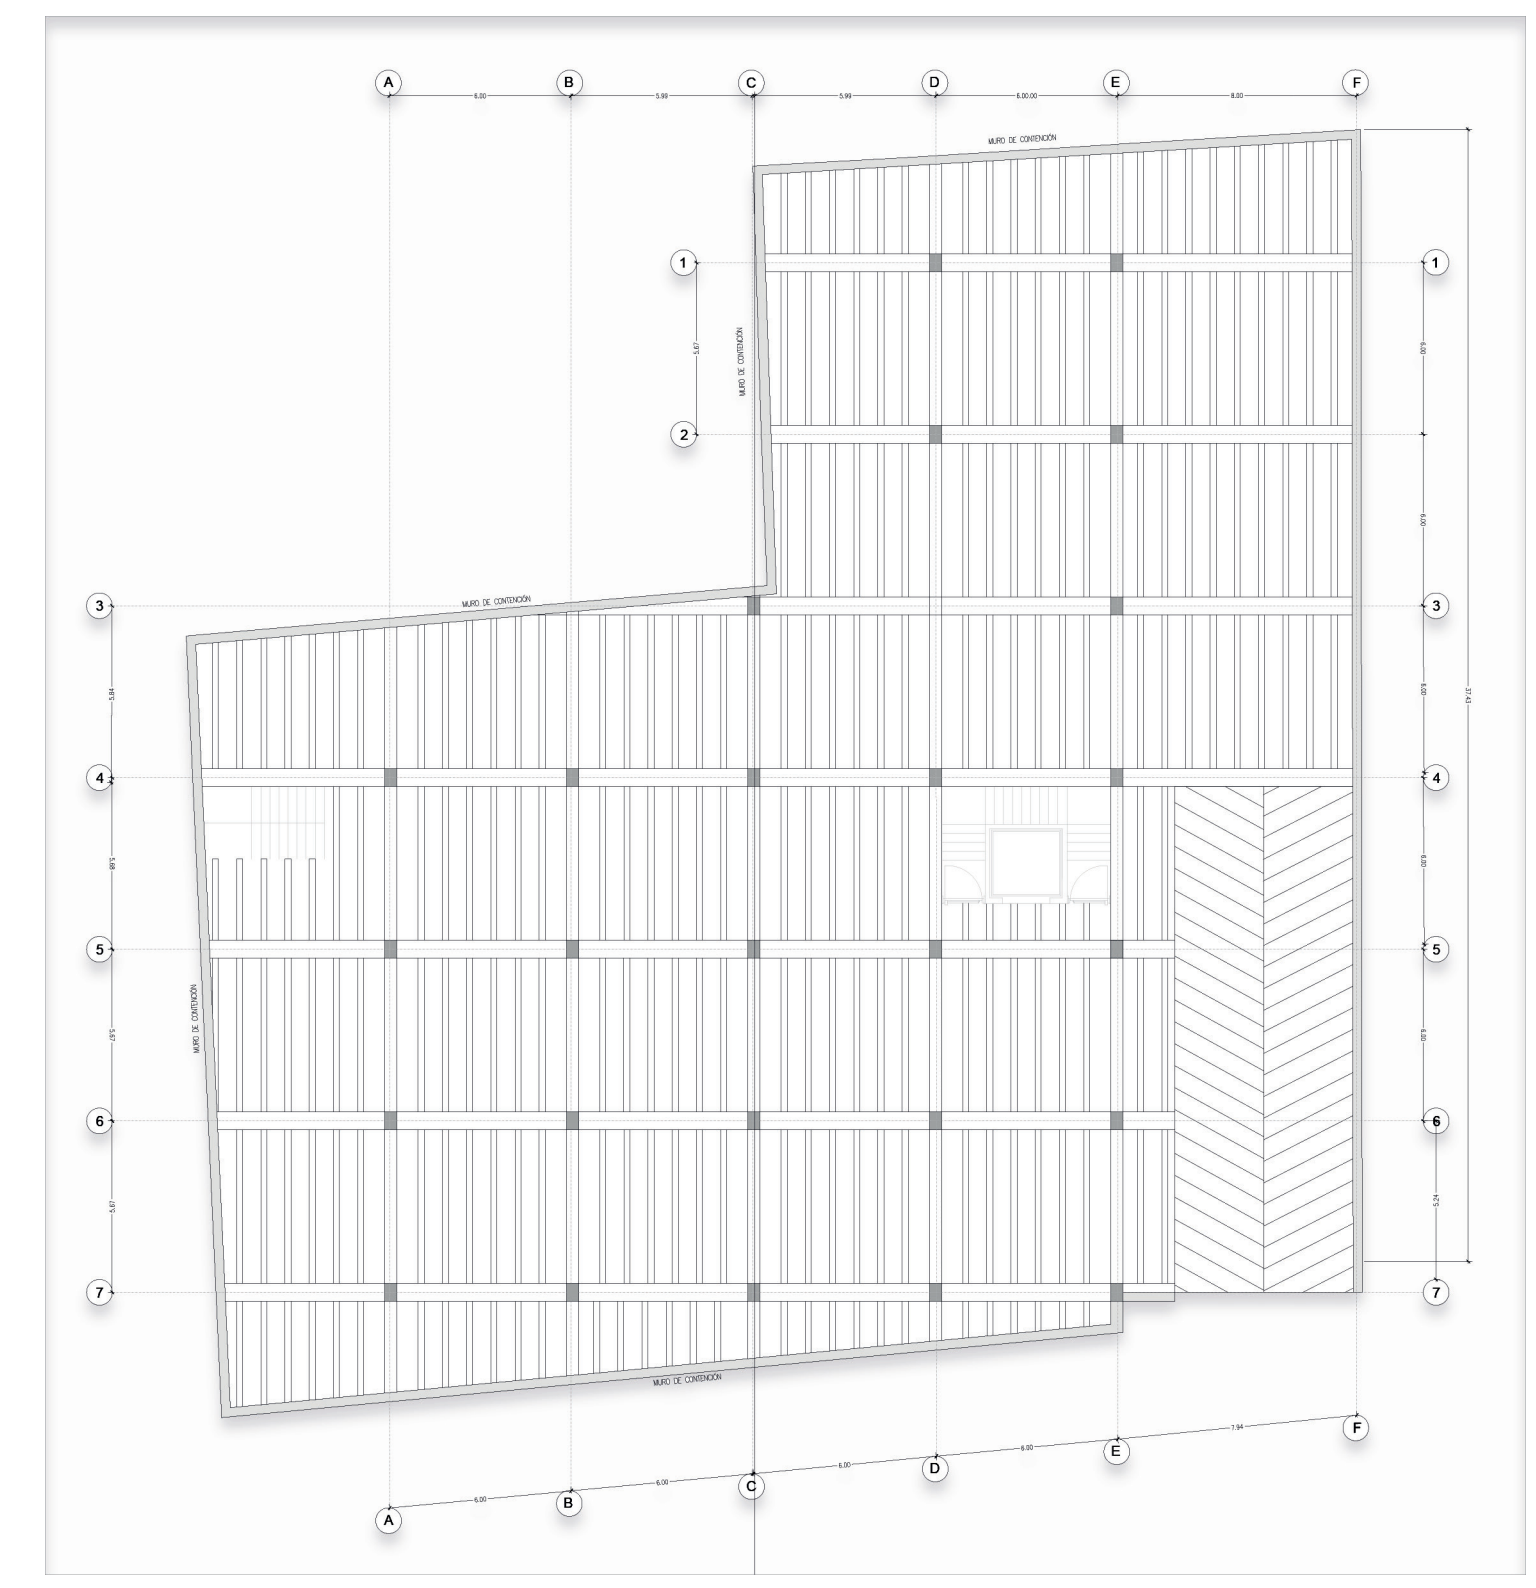 A B C D E F
6.00 5.99 5.99 6.00.00 8.00
MURO DE CONTENCIÓN
1 1
5.67
MURO DE CONTENCIÓN
6.00
2
6.00
MURO DE CONTENCIÓN
3 3
5.84
6.00
37.43
4 4
5.68
6.00
5 5
MURO DE CONTENCIÓN
5.67
6.00
6 6
5.67
5.24
7 7
MURO DE CONTENCIÓN
6.00 6.00 6.00 6.00 7.94
A B C D E F